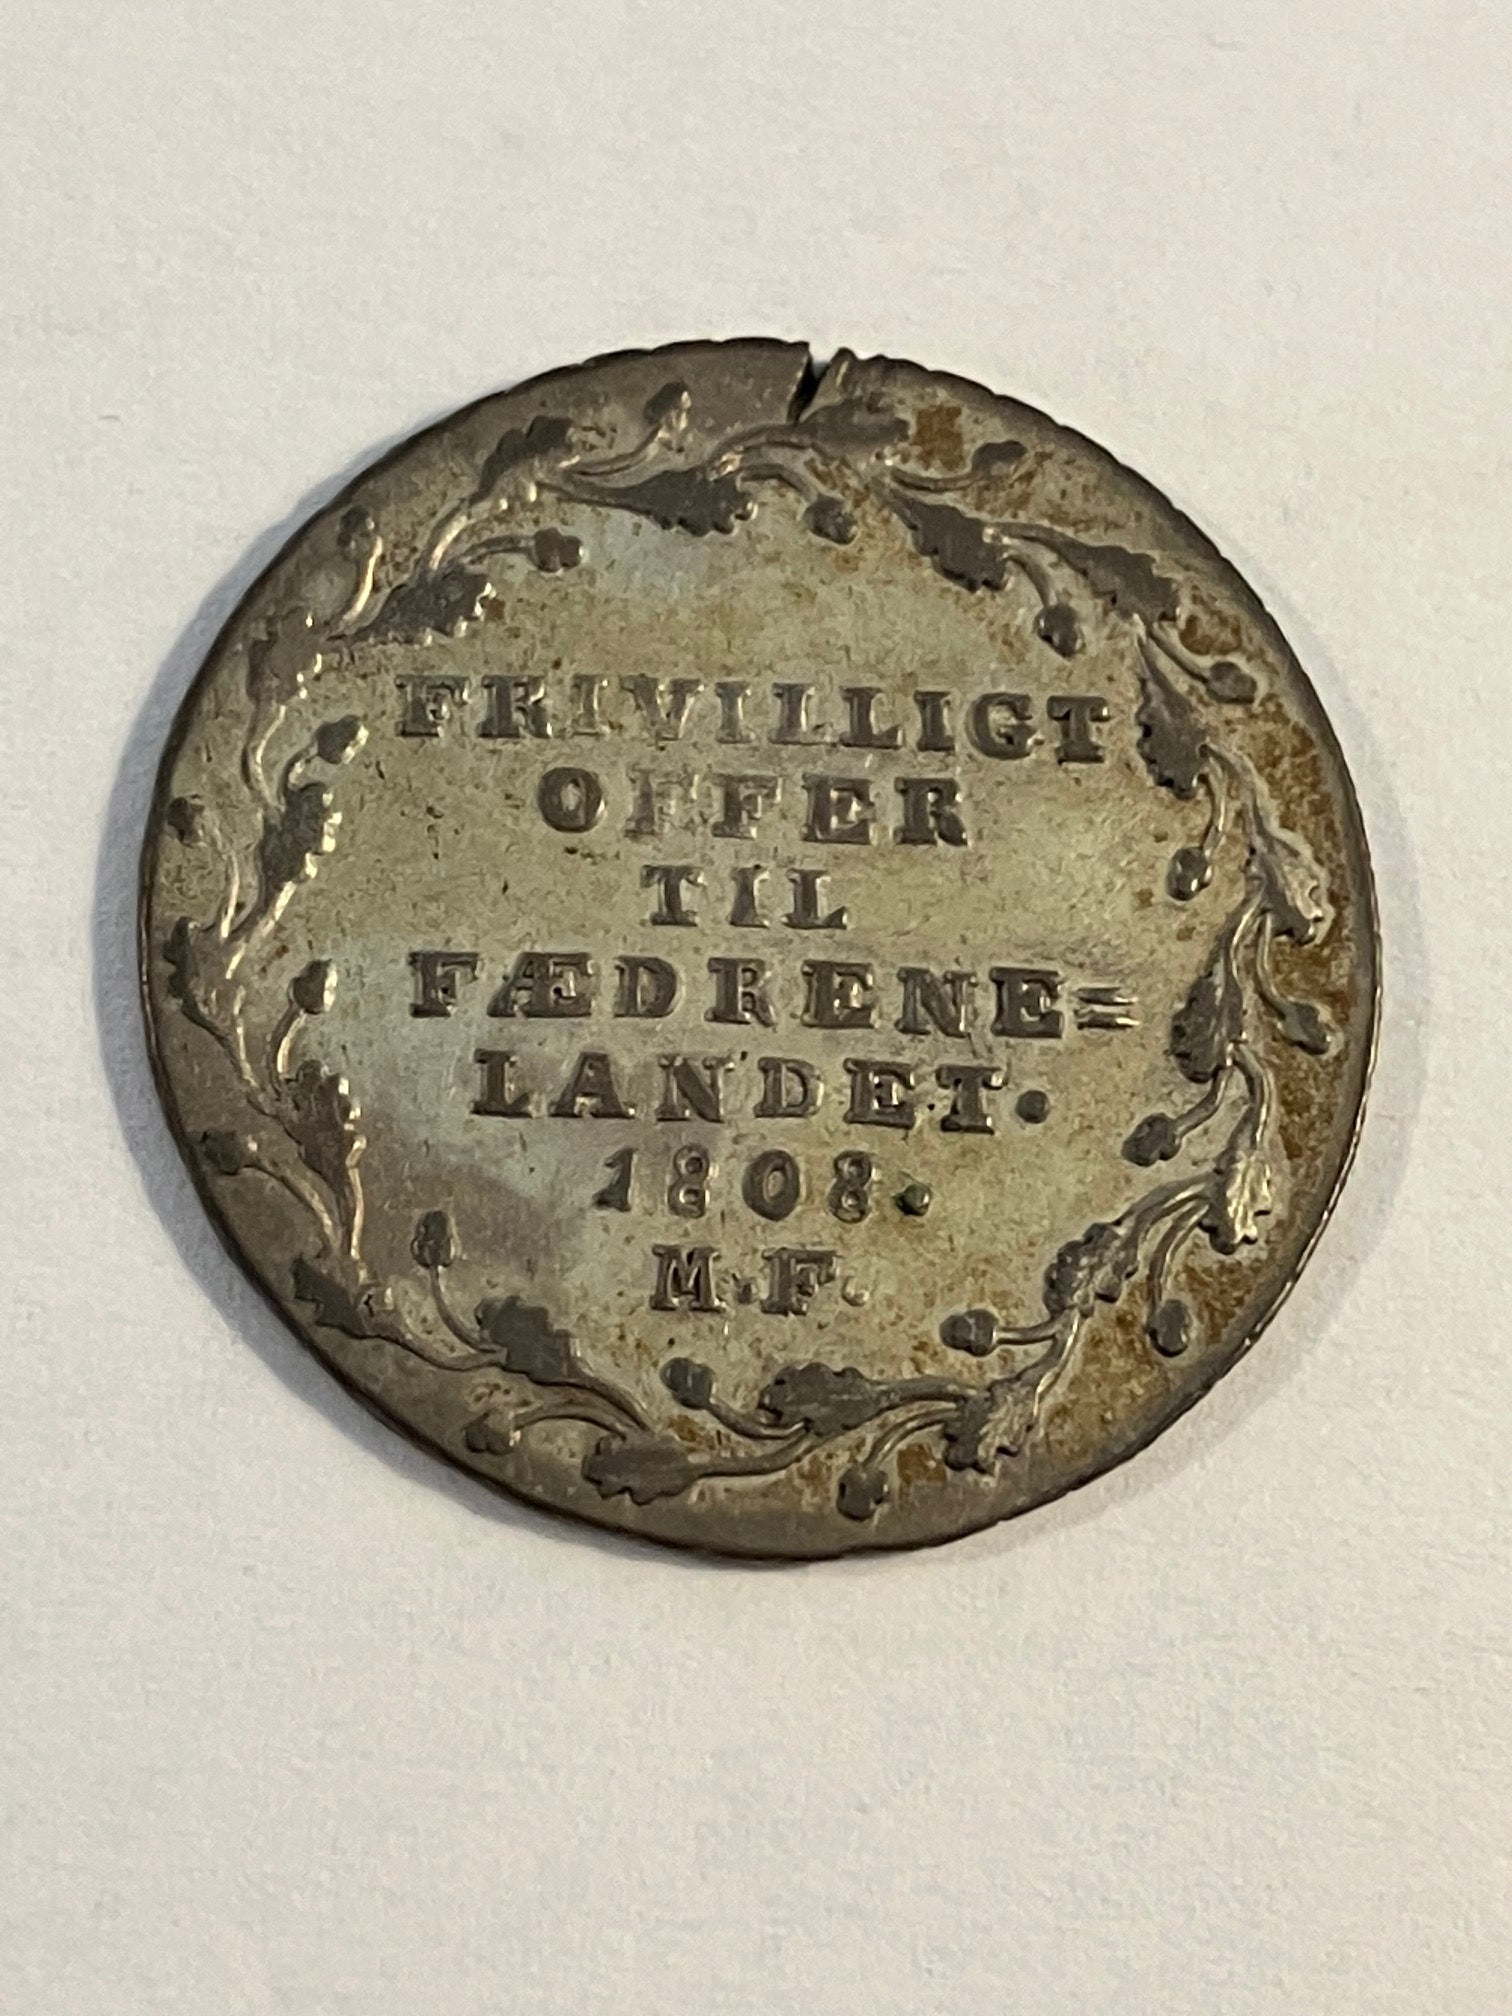 FRIVILLIGT
OFFER
TIL
FÆDRENE=
LANDET.
1808.
M.F.